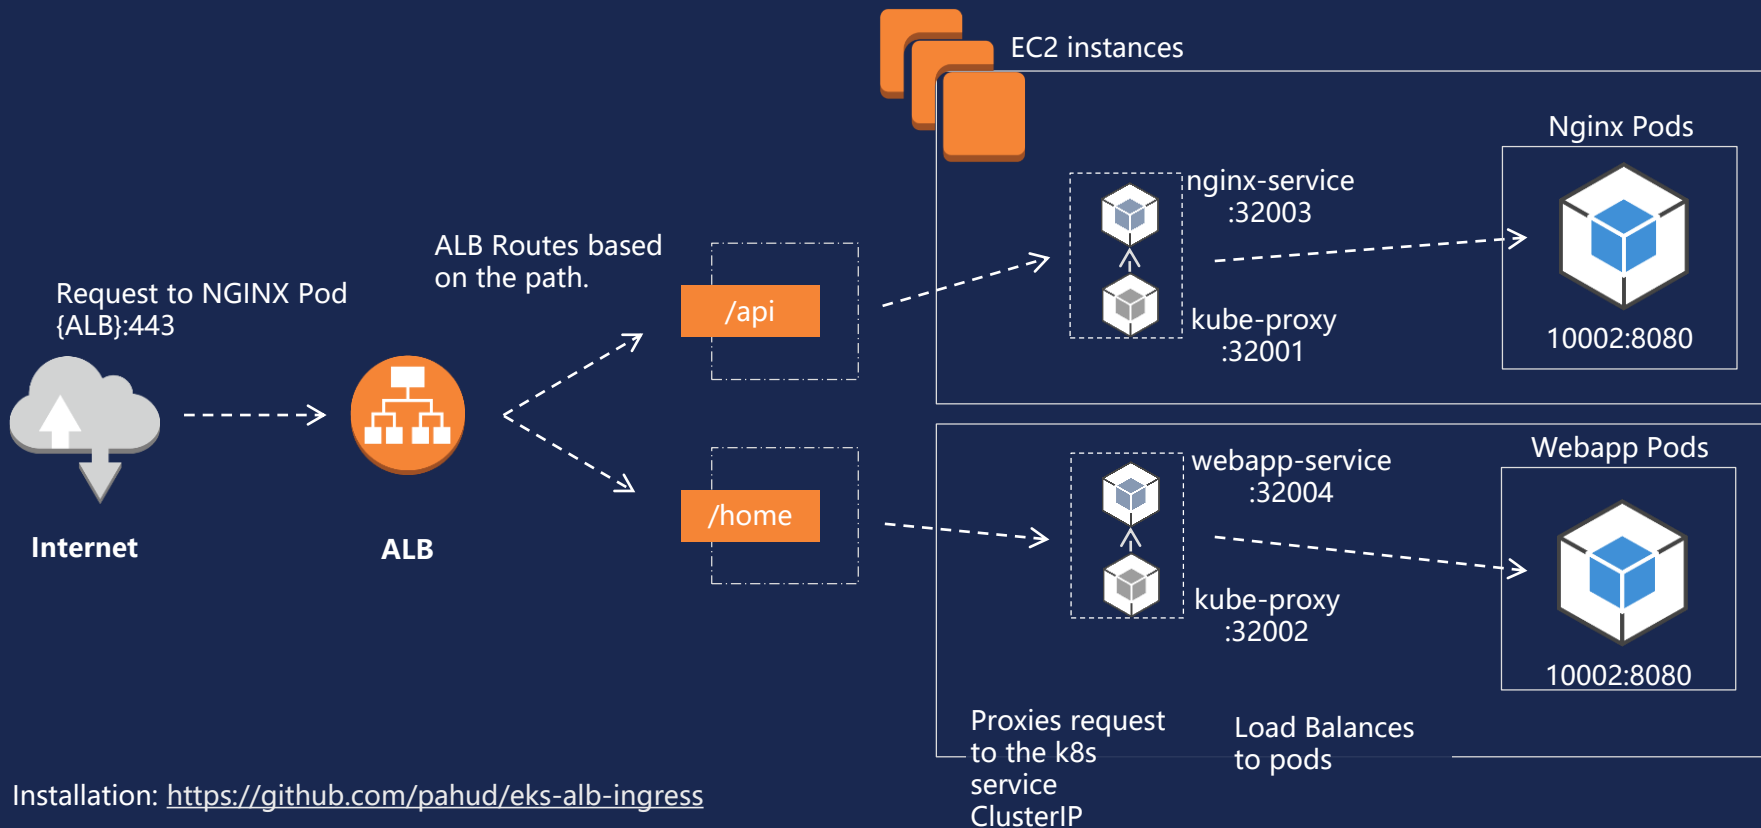 EC2 instances
Nginx Pods
nginx-service
:32003
ALB Routes based
on the path.
Request to NGINX Pod
{ALB}:443
/api
kube-proxy
:32001
10002:8080
Webapp Pods
webapp-service
:32004
/home
Internet
ALB
kube-proxy
:32002
10002:8080
Proxies request
to the k8s
service
ClusterIP
Load Balances
to pods
Installation: https://github.com/pahud/eks-alb-ingress